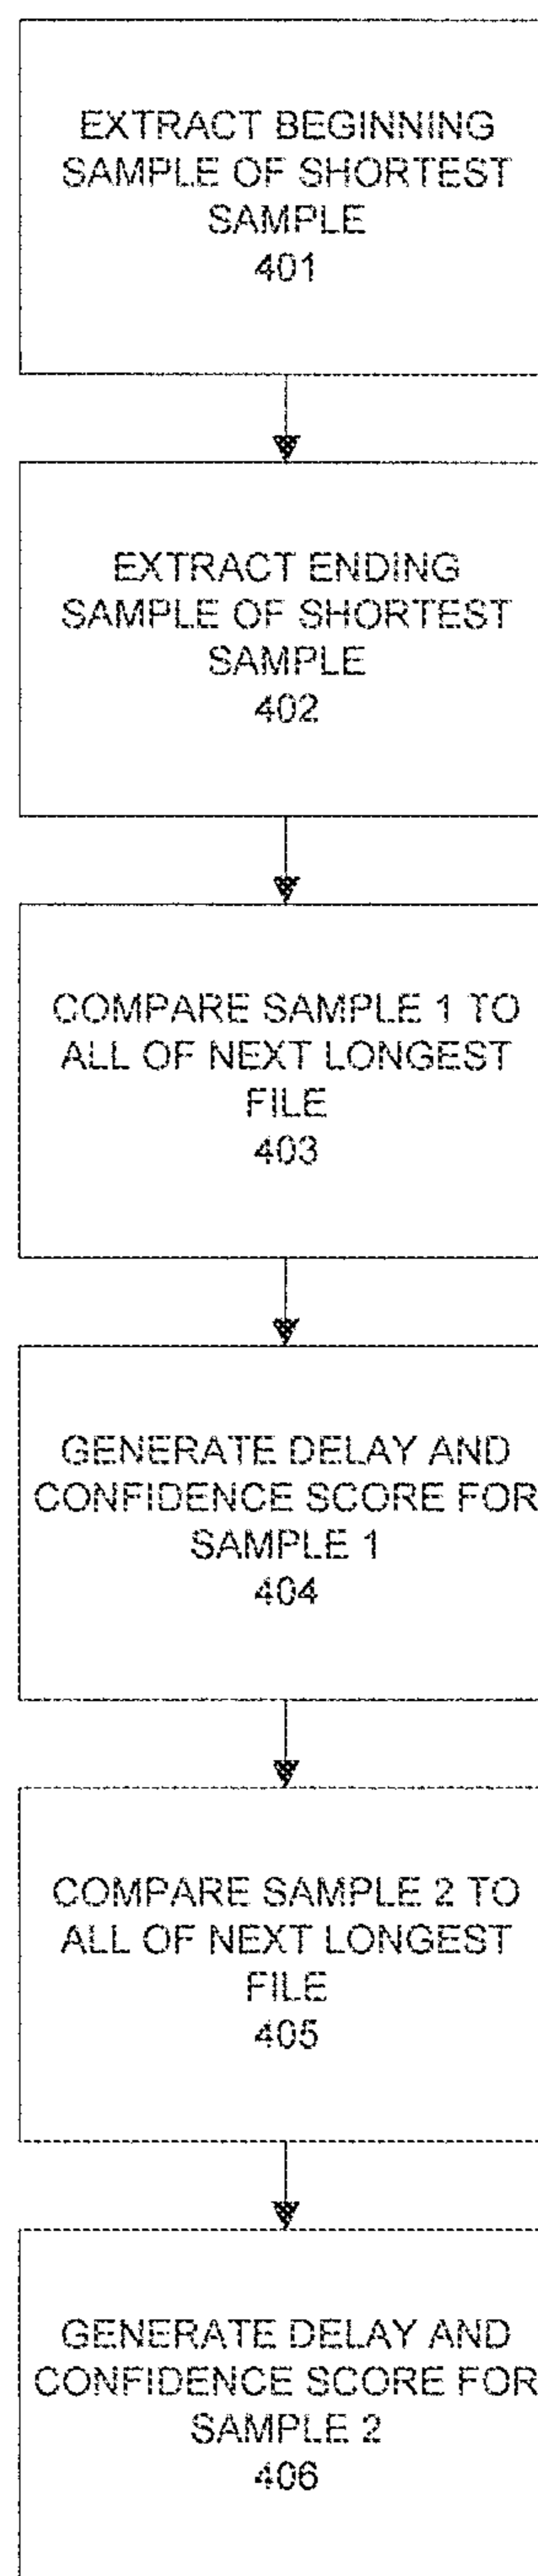 EXTRACT BEGINNING
SAMPLE OF SHORTEST
SAMPLE
401
EXTRACT ENDING
SAMPLE OF SHORTEST
SAMPLE
402
COMPARE SAMPLE 1 TO
ALL OF NEXT LONGEST
FILE
403
GENERATE DELAY AND
CONFIDENCE SCORE FOR
SAMPLE 1
404
COMPARE SAMPLE 2 TO
ALL OF NEXT LONGEST
FILE
405
GENERATE DELAY AND
CONFIDENCE SCORE FOR
SAMPLE 2
406